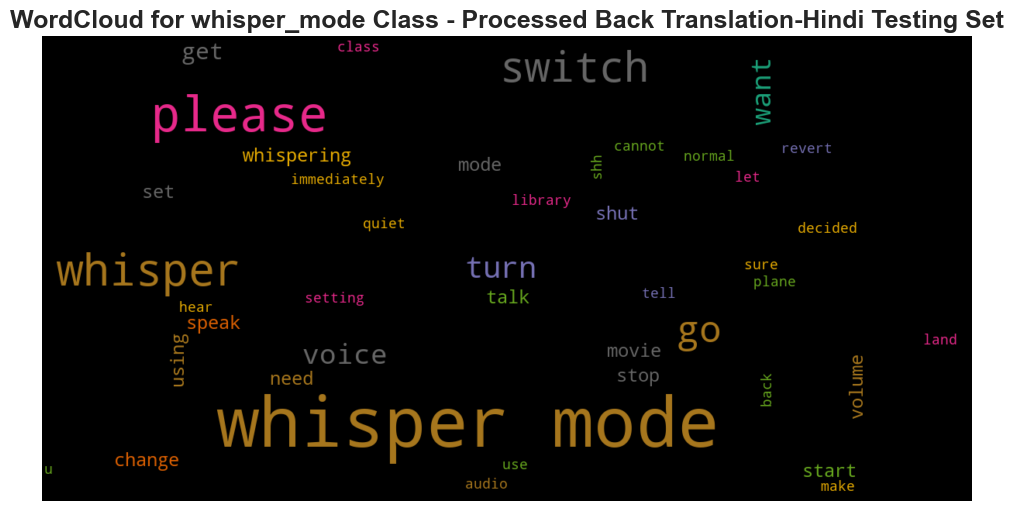 WordCloud for whisper_mode Class - Processed Back Translation-Hindi Testing Set
get
class
switch
want
please
whispering
immediately
mode
shh
cannot
normal
revert
let
set
library
shut
quiet
decided
whisper
turn
talk
sure
plane
tell
setting
hear
speak
using
voice
go
movie
stop
land
need
back
volume
whisper mode
change
u
use
audio
start
make